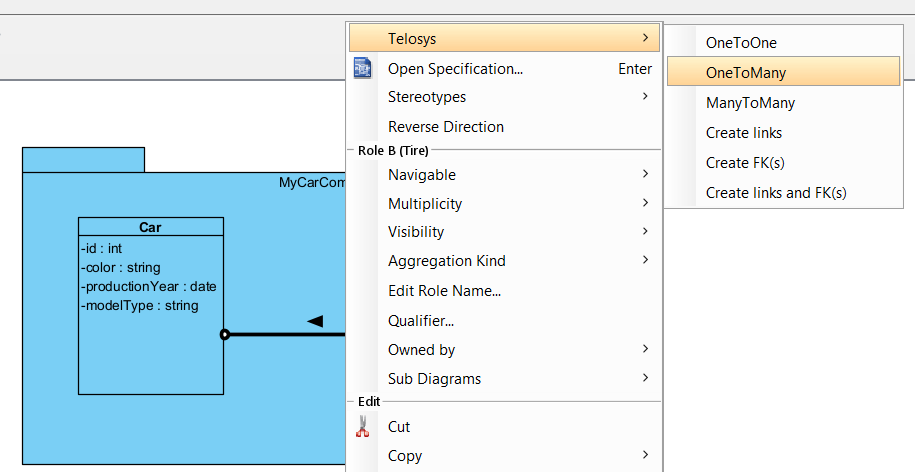 MyCarCom
Car
-id : int
-color : string
-productionYear : date
-modelType : string
Telosys
Open Specification... Enter
Stereotypes
Reverse Direction
Role B (Tire)
Navigable
Multiplicity
Visibility
Aggregation Kind
Edit Role Name...
Qualifier...
Owned by
Sub Diagrams
Edit
Cut
Copy
OneToOne
OneToMany
ManyToMany
Create links
Create FK(s)
Create links and FK(s)